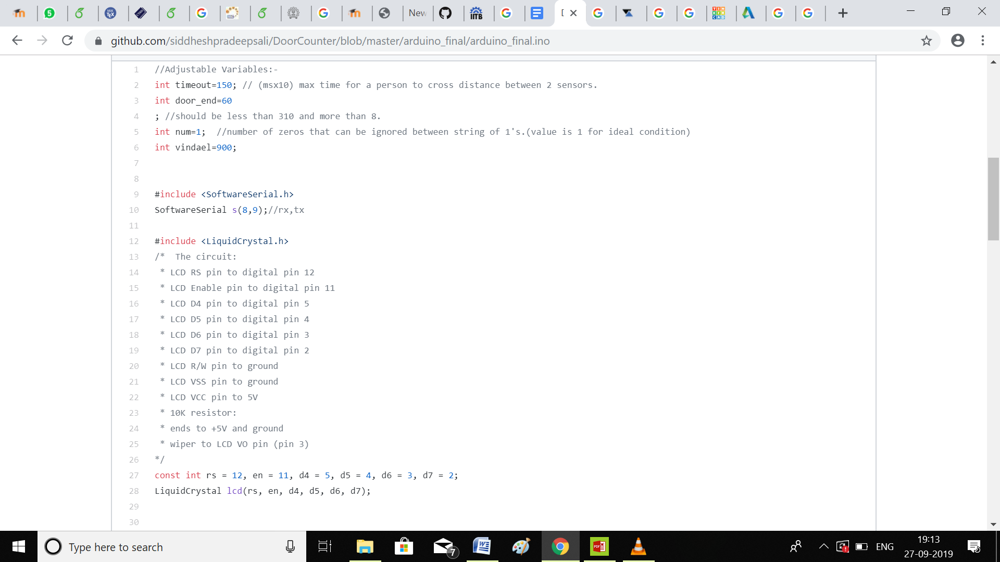 New
github.com/siddheshpradeepsali/DoorCounter/blob/master/arduino_final/arduino_final.ino
1 //Adjustable Variables:-
2 int timeout=150; // (msx10) max time for a person to cross distance between 2 sensors.
3 int door_end=60
4 ; //should be less than 310 and more than 8.
5 int num=1;  //number of zeros that can be ignored between string of 1's.(value is 1 for ideal condition)
6 int vindael=900;
7
8
9 #include <SoftwareSerial.h>
10 SoftwareSerial s(8,9);//rx,tx
11
12 #include <LiquidCrystal.h>
13 /*  The circuit:
14 * LCD RS pin to digital pin 12
15 * LCD Enable pin to digital pin 11
16 * LCD D4 pin to digital pin 5
17 * LCD D5 pin to digital pin 4
18 * LCD D6 pin to digital pin 3
19 * LCD D7 pin to digital pin 2
20 * LCD R/W pin to ground
21 * LCD VSS pin to ground
22 * LCD VCC pin to 5V
23 * 10K resistor:
24 * ends to +5V and ground
25 * wiper to LCD VO pin (pin 3)
26 */
27 const int rs = 12, en = 11, d4 = 5, d5 = 4, d6 = 3, d7 = 2;
28 LiquidCrystal lcd(rs, en, d4, d5, d6, d7);
29
30
Type here to search
7
ENG
19:13
27-09-2019